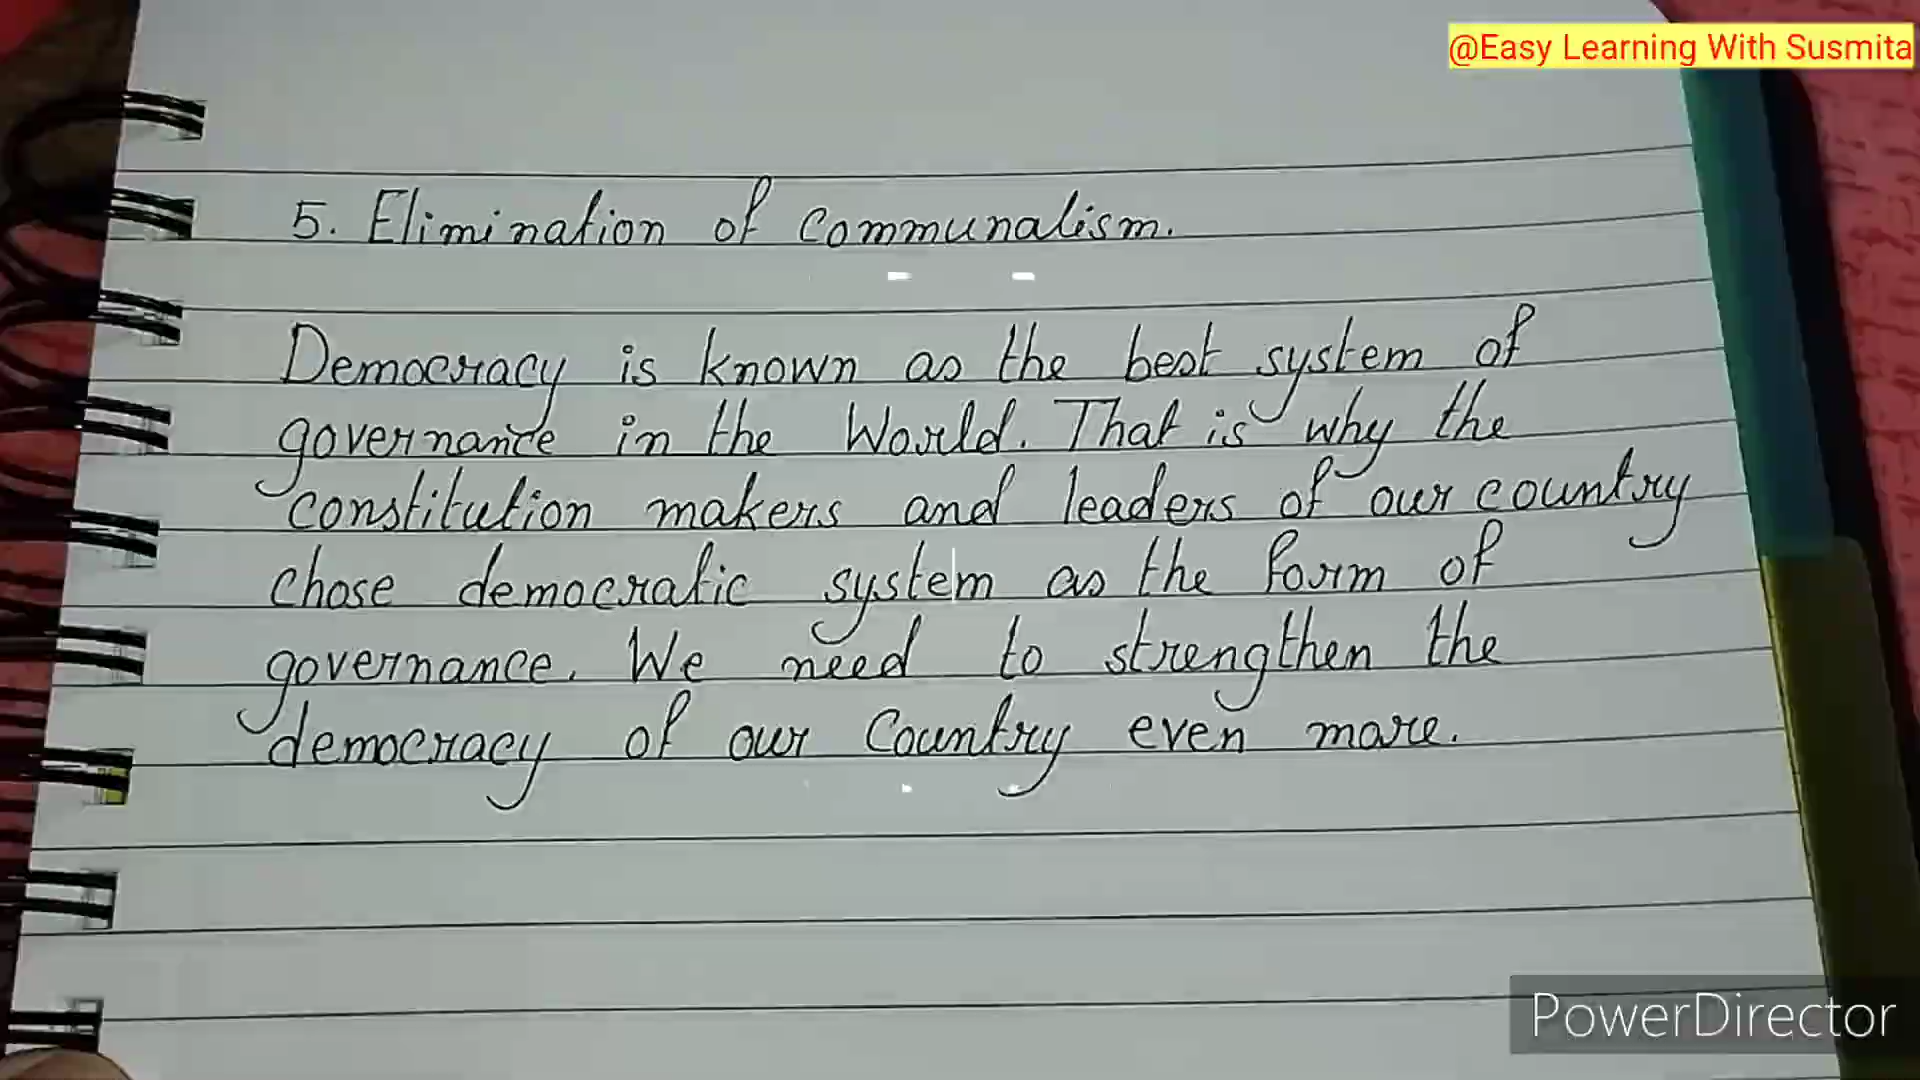 @Easy Learning With Susmita
5. Elimination of communalism.
Democracy is known as the best system of
governance in the World. That is why the
constitution makers and leaders of our country
chose democratic system as the form of
governance. We need to strengthen the
democracy of our Country even more.
PowerDirector